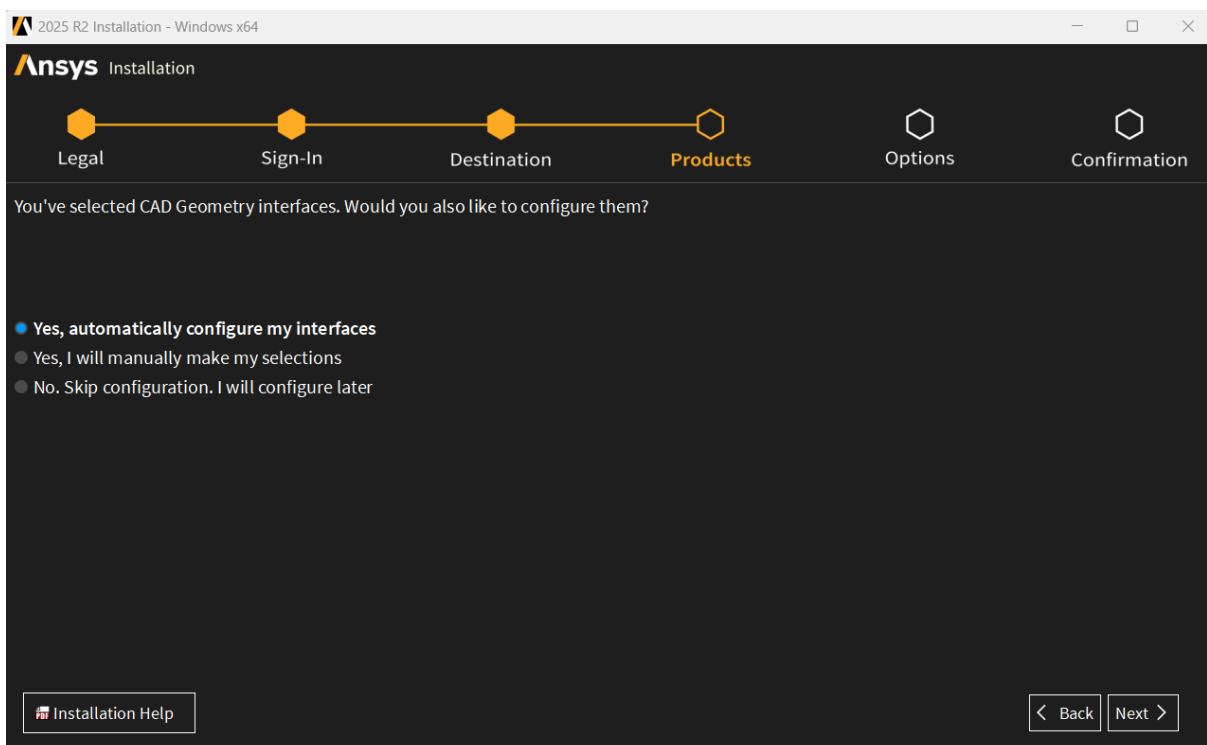 2025 R2 Installation - Windows x64
Ansys Installation
Legal Sign-In Destination Products Options Confirmation
You've selected CAD Geometry interfaces. Would you also like to configure them?
Yes, automatically configure my interfaces
Yes, I will manually make my selections
No. Skip configuration. I will configure later
PDF Installation Help Back Next